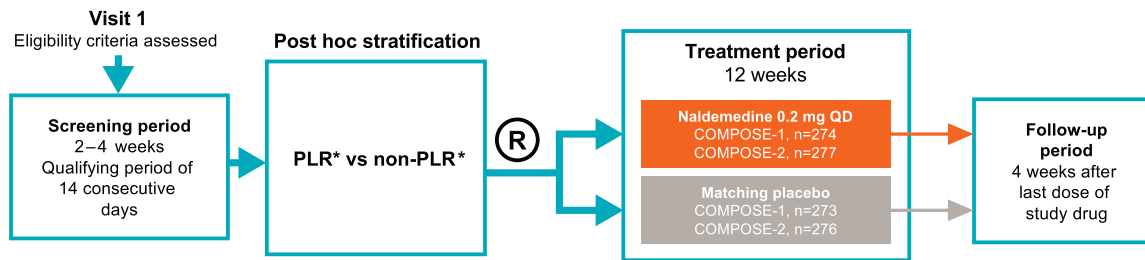 Visit 1
Eligibility criteria assessed
Screening period
2–4 weeks
Qualifying period of
14 consecutive
days
Post hoc stratification
PLR* vs non-PLR*
R
Treatment period
12 weeks
Naldemedine 0.2 mg QD
COMPOSE-1, n=274
COMPOSE-2, n=277
Matching placebo
COMPOSE-1, n=273
COMPOSE-2, n=276
Follow-up
period
4 weeks after
last dose of
study drug